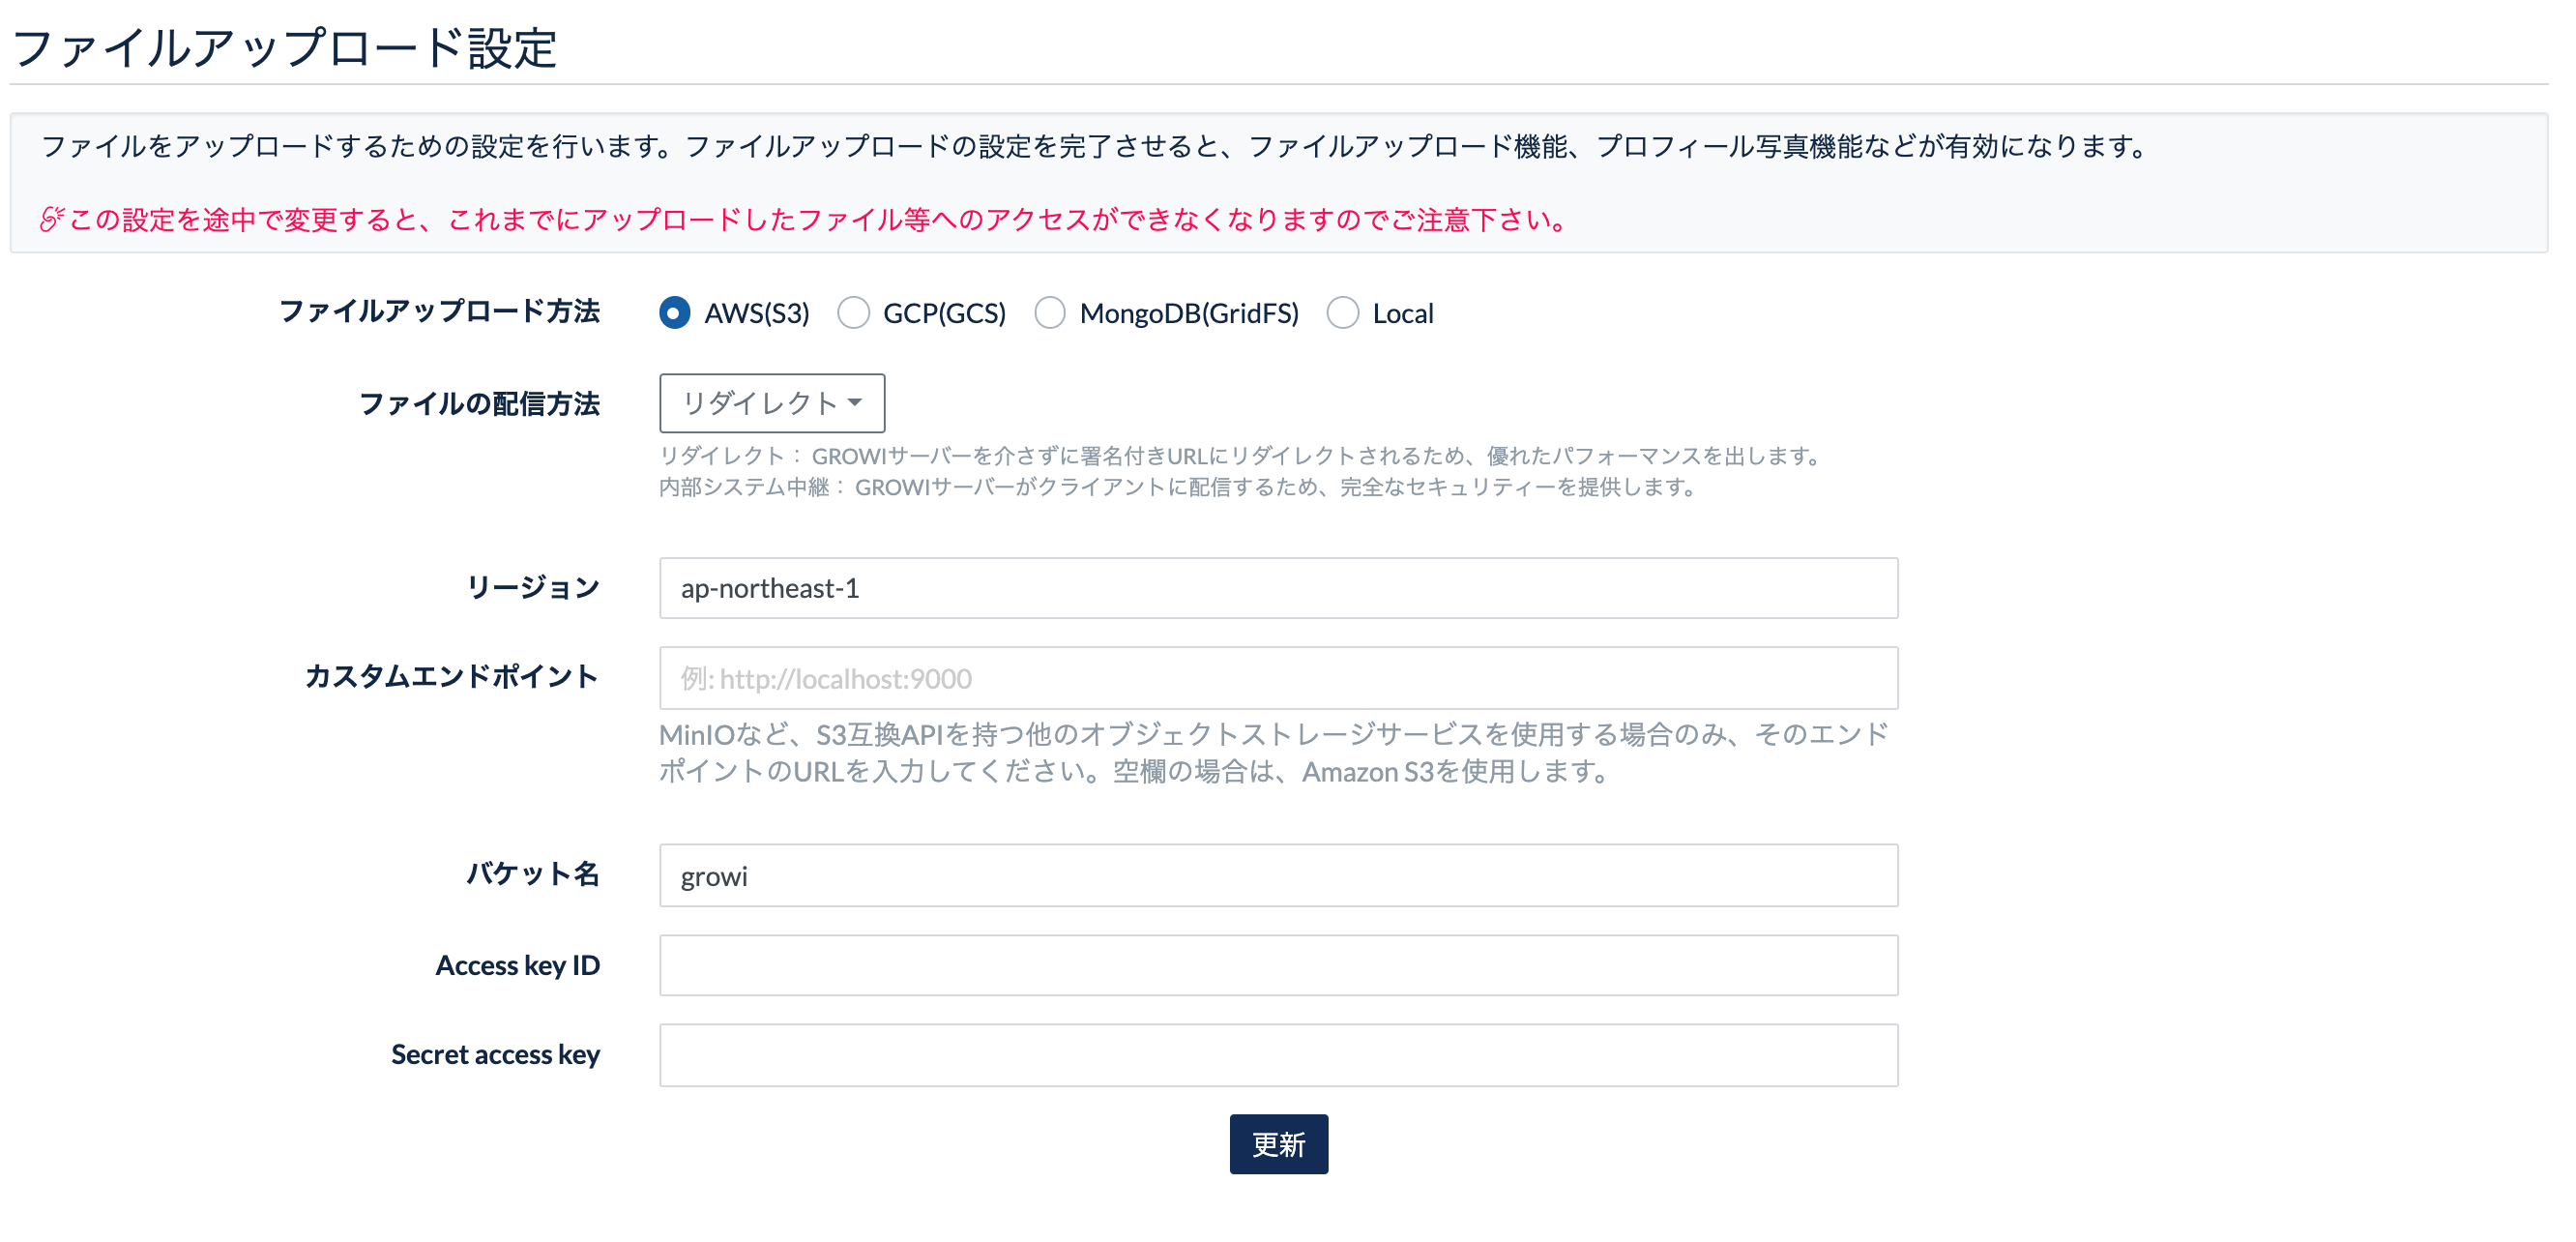 ファイルアップロード設定
ファイルをアップロードするための設定を行います。ファイルアップロードの設定を完了させると、ファイルアップロード機能、プロフィール写真機能などが有効になります。
この設定を途中で変更すると、これまでにアップロードしたファイル等へのアクセスができなくなりますのでご注意下さい。
ファイルアップロード方法 AWS(S3) GCP(GCS) MongoDB(GridFS) Local
ファイルの配信方法 リダイレクト
リダイレクト： GROWIサーバーを介さずに署名付きURLにリダイレクトされるため、優れたパフォーマンスを出します。
内部システム中継： GROWIサーバーがクライアントに配信するため、完全なセキュリティーを提供します。
リージョン ap-northeast-1
カスタムエンドポイント 例: http://localhost:9000
MinIOなど、S3互換APIを持つ他のオブジェクトストレージサービスを使用する場合のみ、そのエンド
ポイントのURLを入力してください。空欄の場合は、Amazon S3を使用します。
バケット名 growi
Access key ID
Secret access key
更新